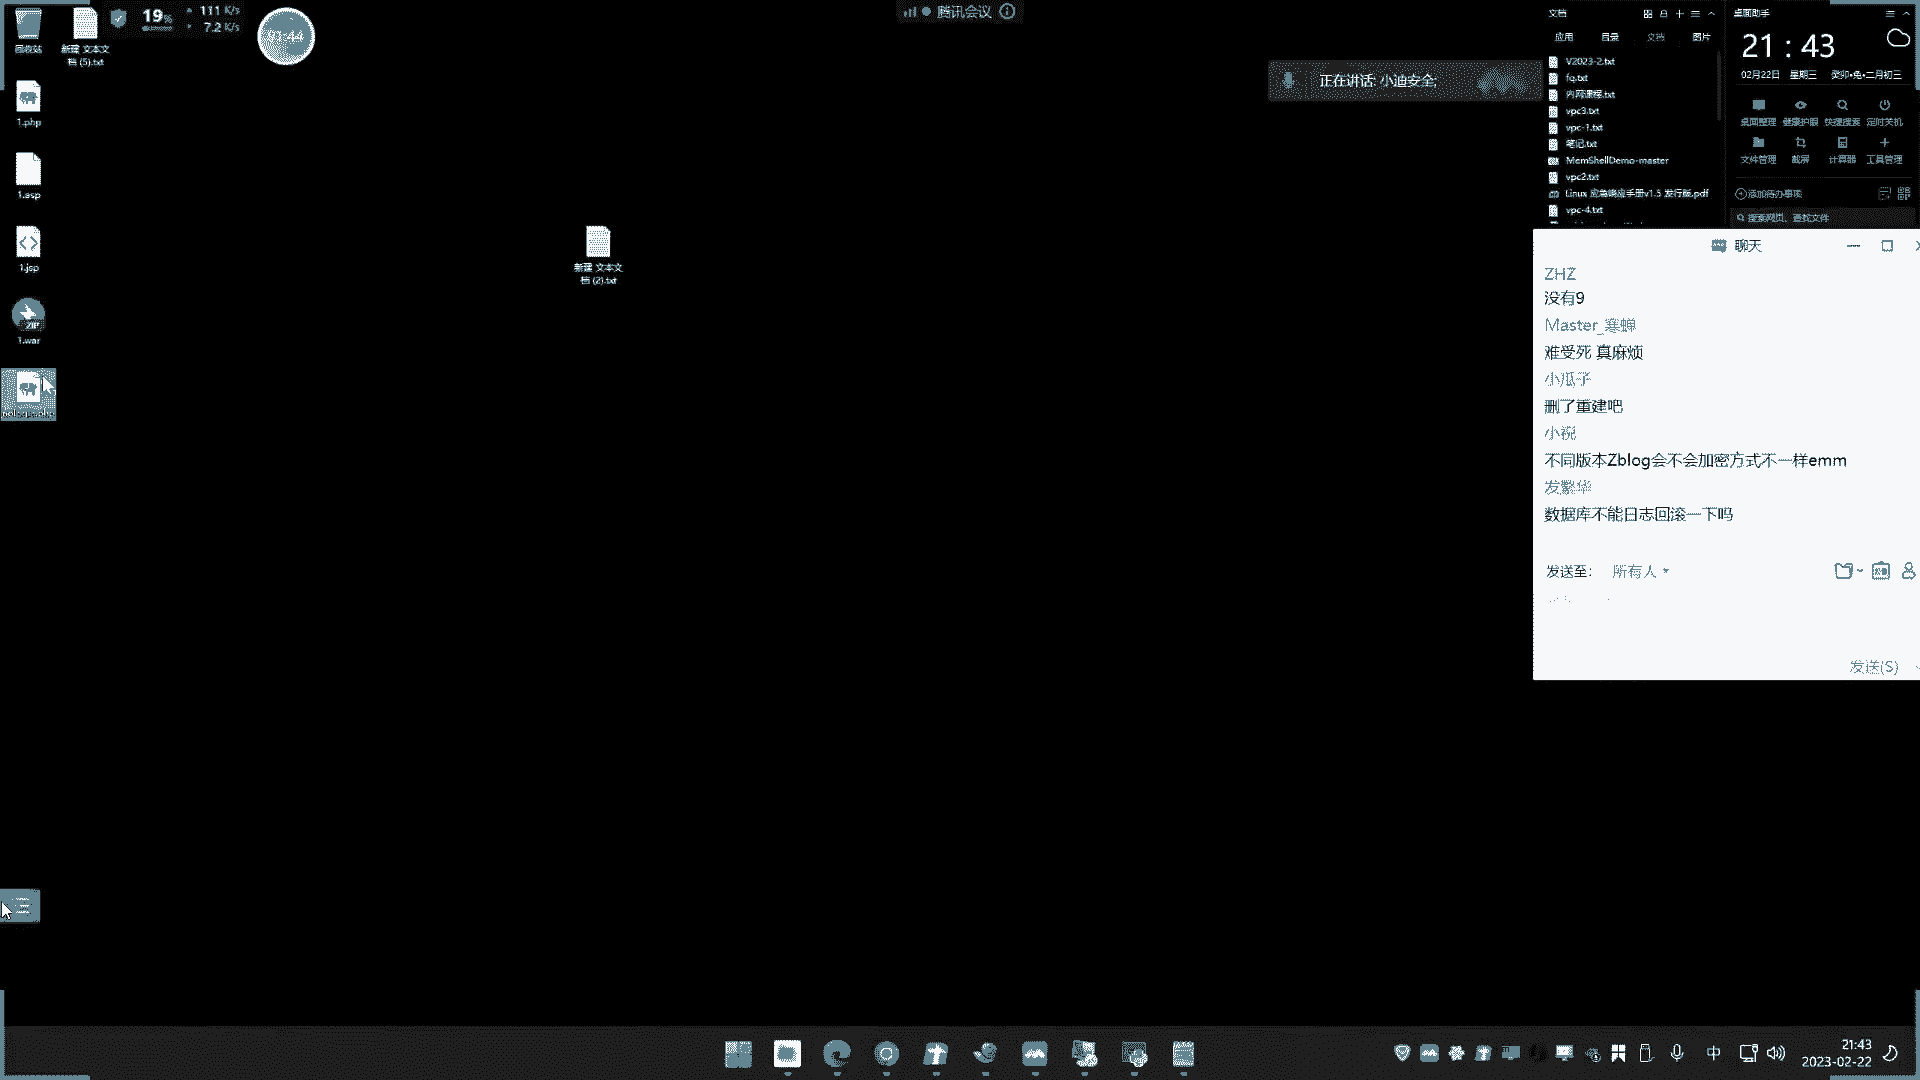 回收站
新建 文本文
档 (5).txt
19%
111 K/s
7.2 K/s
91:44
腾讯会议
1.php
1.asp
1.jsp
ZIP
1.war
新建 文本文
档 (2).txt
正在讲话: 小迪安全;
文档
应用
目录
文档
图片
V2023-2.txt
fq.txt
内网课程.txt
vpc3.txt
vpc-1.txt
笔记.txt
MemShellDemo-master
vpc2.txt
Linux 应急响应手册v1.5 发行版.pdf
vpc-4.txt
桌面助手
21 : 43
02月22日 星期三 癸卯•兔•二月初三
桌面整理 健康护眼 快速搜索 定时关机
文件管理 截屏 计算器 工具管理
添加待办事项
搜索网页、查找文件
聊天
ZHZ
没有9
Master_寒蝉
难受死 真麻烦
小瓜子
删了重建吧
小祝
不同版本Zblog会不会加密方式不一样emm
发繁华
数据库不能日志回滚一下吗
发送至:
所有人
发送(S)
中
21:43
2023-02-22